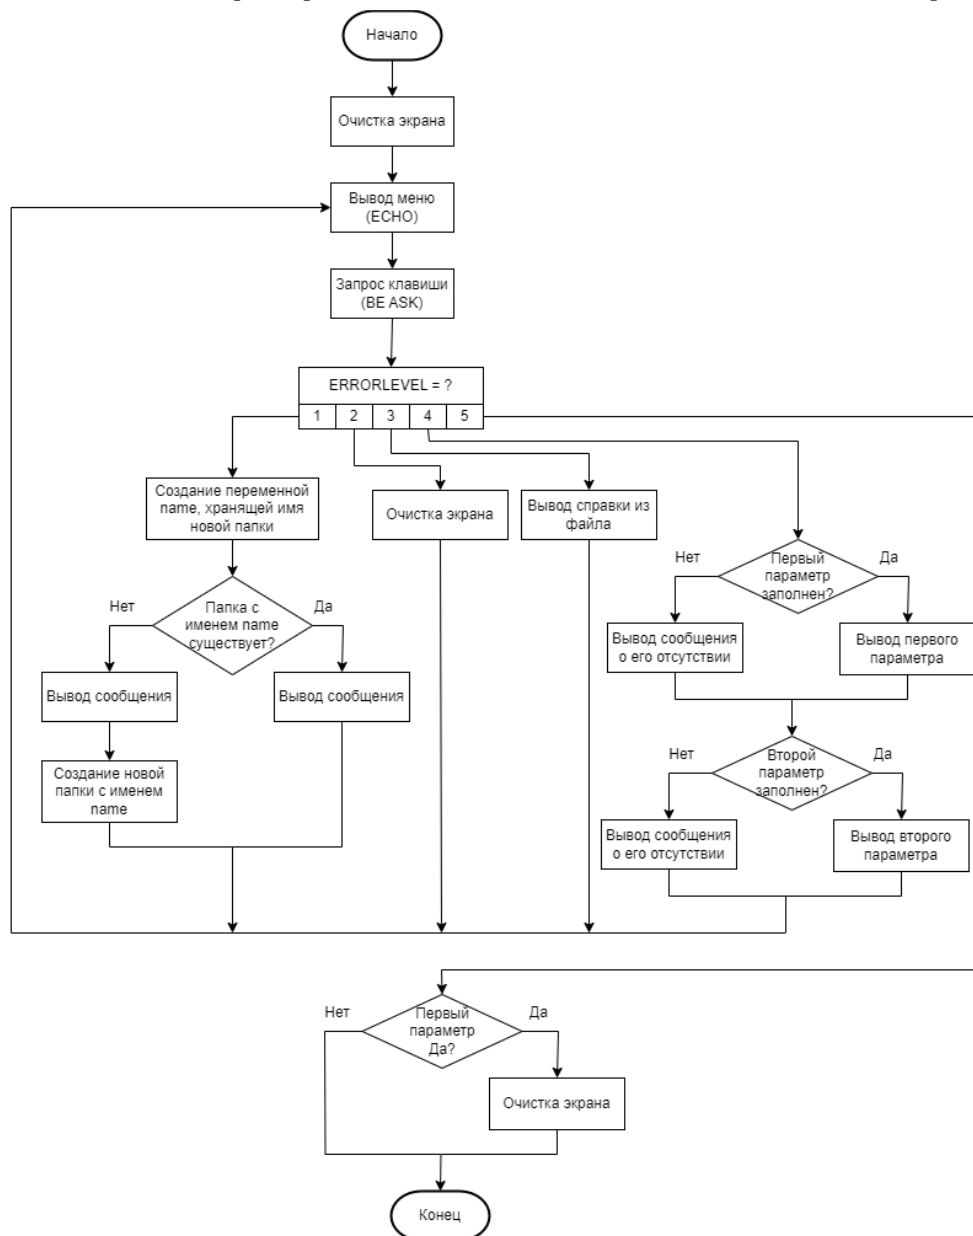 Начало
Очистка экрана
Вывод меню
(ECHO)
Запрос клавиши
(BE ASK)
ERRORLEVEL = ?
1 2 3 4 5
Создание переменной
name, хранящей имя
новой папки
Очистка экрана
Вывод справки из
файла
Нет
Первый
параметр
заполнен?
Да
Нет
Папка с
именем name
существует?
Да
Вывод сообщения
о его отсутствии
Вывод первого
параметра
Вывод сообщения
Вывод сообщения
Нет
Второй
параметр
заполнен?
Да
Создание новой
папки с именем
name
Вывод сообщения
о его отсутствии
Вывод второго
параметра
Нет
Первый
параметр
Да?
Да
Очистка экрана
Конец